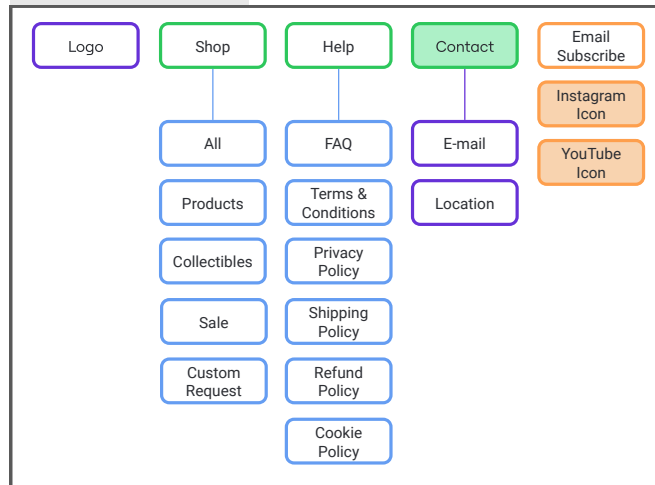 Logo
Shop
Help
Contact
Email
Subscribe
Instagram
Icon
YouTube
Icon
All
Products
Collectibles
Sale
Custom
Request
FAQ
Terms &
Conditions
Privacy
Policy
Shipping
Policy
Refund
Policy
Cookie
Policy
E-mail
Location